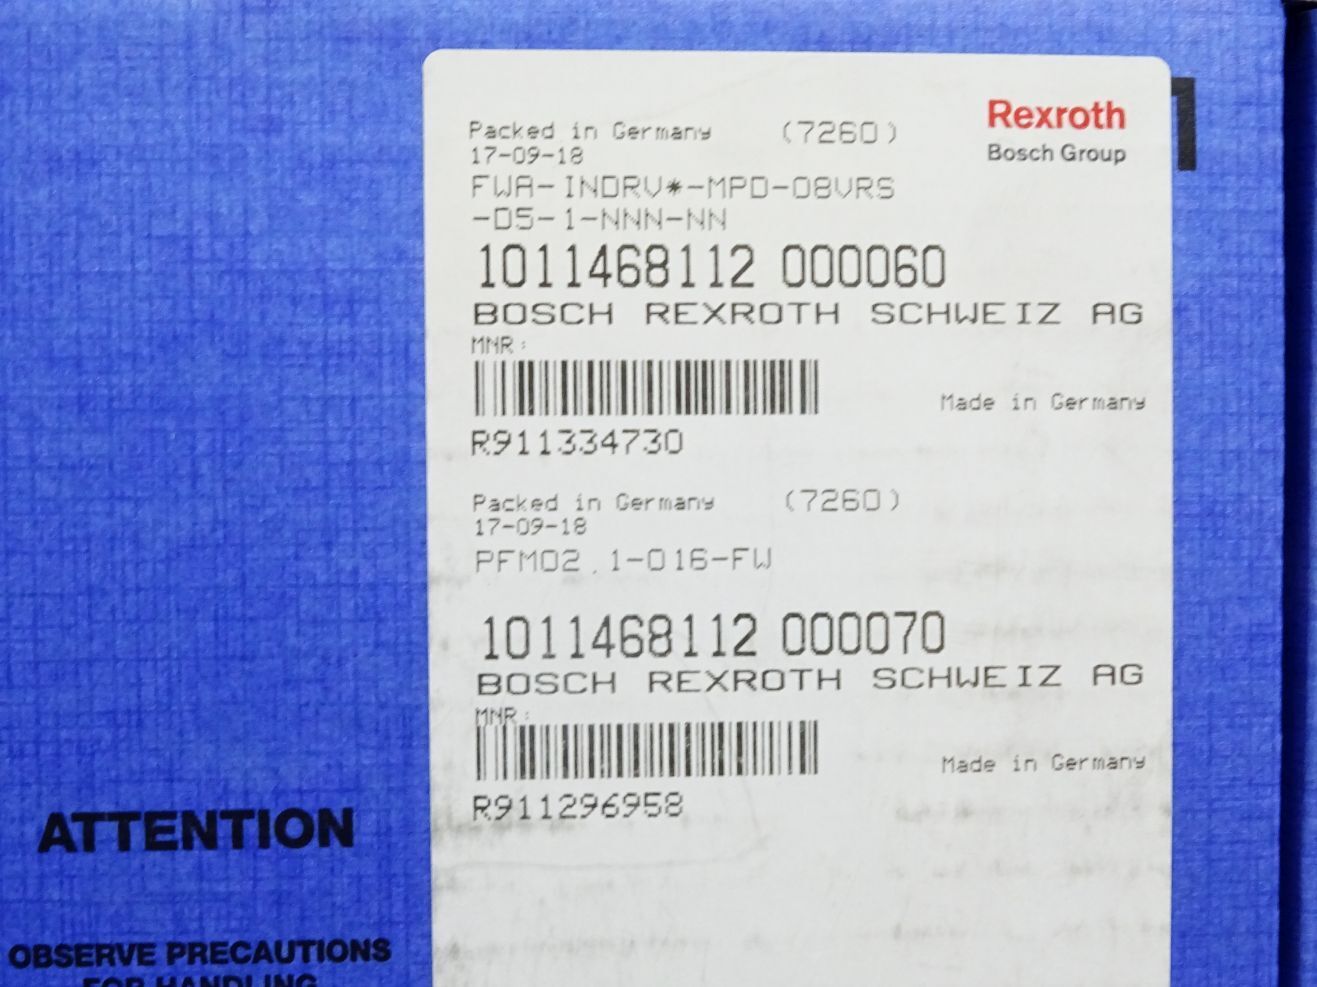 Rexroth
Bosch Group
Packed in Germany (7260)
17-09-18
FWA-INDRV*-MPD-08VRS
-D5-1-NNN-NN
1011468112 000060
BOSCH REXROTH SCHWEIZ AG
MNR:
Made in Germany
R911334730
Packed in Germany (7260)
17-09-18
PFM02.1-016-FW
1011468112 000070
BOSCH REXROTH SCHWEIZ AG
MNR:
Made in Germany
R911296958
ATTENTION
OBSERVE PRECAUTIONS
FOR HANDLING